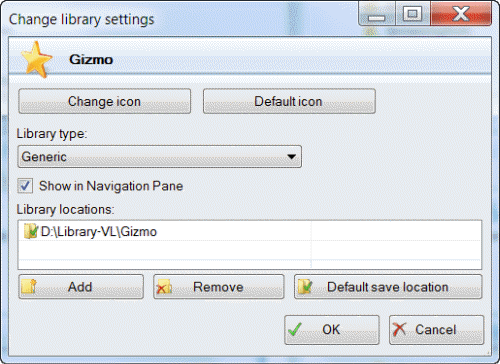 Change library settings
Gizmo
Change icon Default icon
Library type:
Generic
Show in Navigation Pane
Library locations:
D:\Library-VL\Gizmo
Add Remove Default save location
OK Cancel